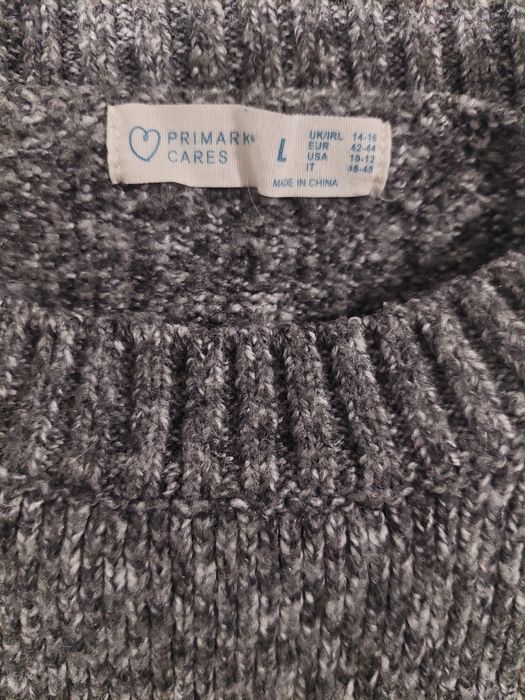 PRIMARK®
CARES
L
UK/IRL 14-16
EUR 42-44
USA 10-12
IT 46-48
MADE IN CHINA